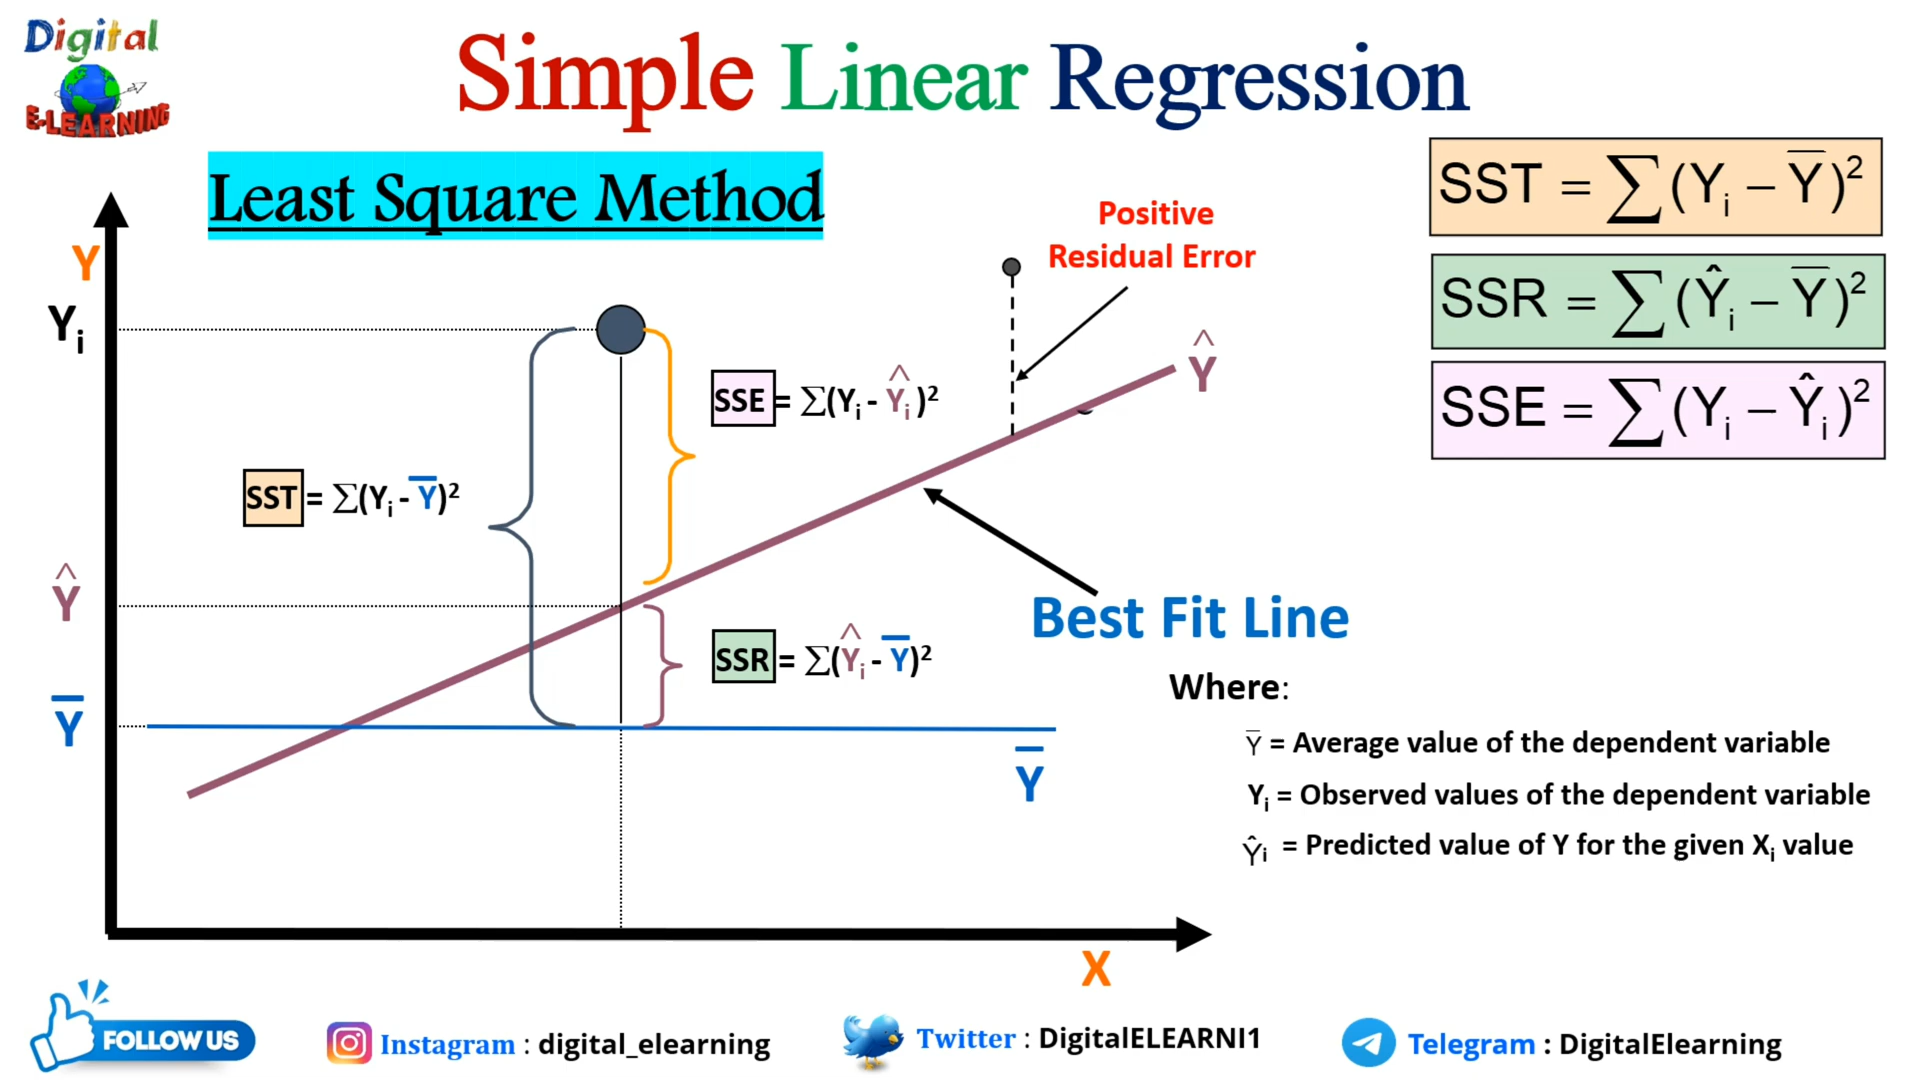 Digital
E-LEARNING
Simple Linear Regression
Least Square Method
SST = ∑(Yᵢ – Y̅)²
SSR = ∑(Ŷᵢ – Y̅)²
SSE = ∑(Yᵢ – Ŷᵢ)²
Positive
Residual Error
Y
Yᵢ
Ŷ
SSE = ∑(Yᵢ - Ŷᵢ)²
SST = ∑(Yᵢ - Y̅)²
Ŷ
Best Fit Line
SSR = ∑(Ŷᵢ - Y̅)²
Y̅
Y̅
Where:
Y̅ = Average value of the dependent variable
Yᵢ = Observed values of the dependent variable
Ŷᵢ = Predicted value of Y for the given Xᵢ value
X
FOLLOW US
Instagram : digital_elearning
Twitter : DigitalELEARNI1
Telegram : DigitalElearning